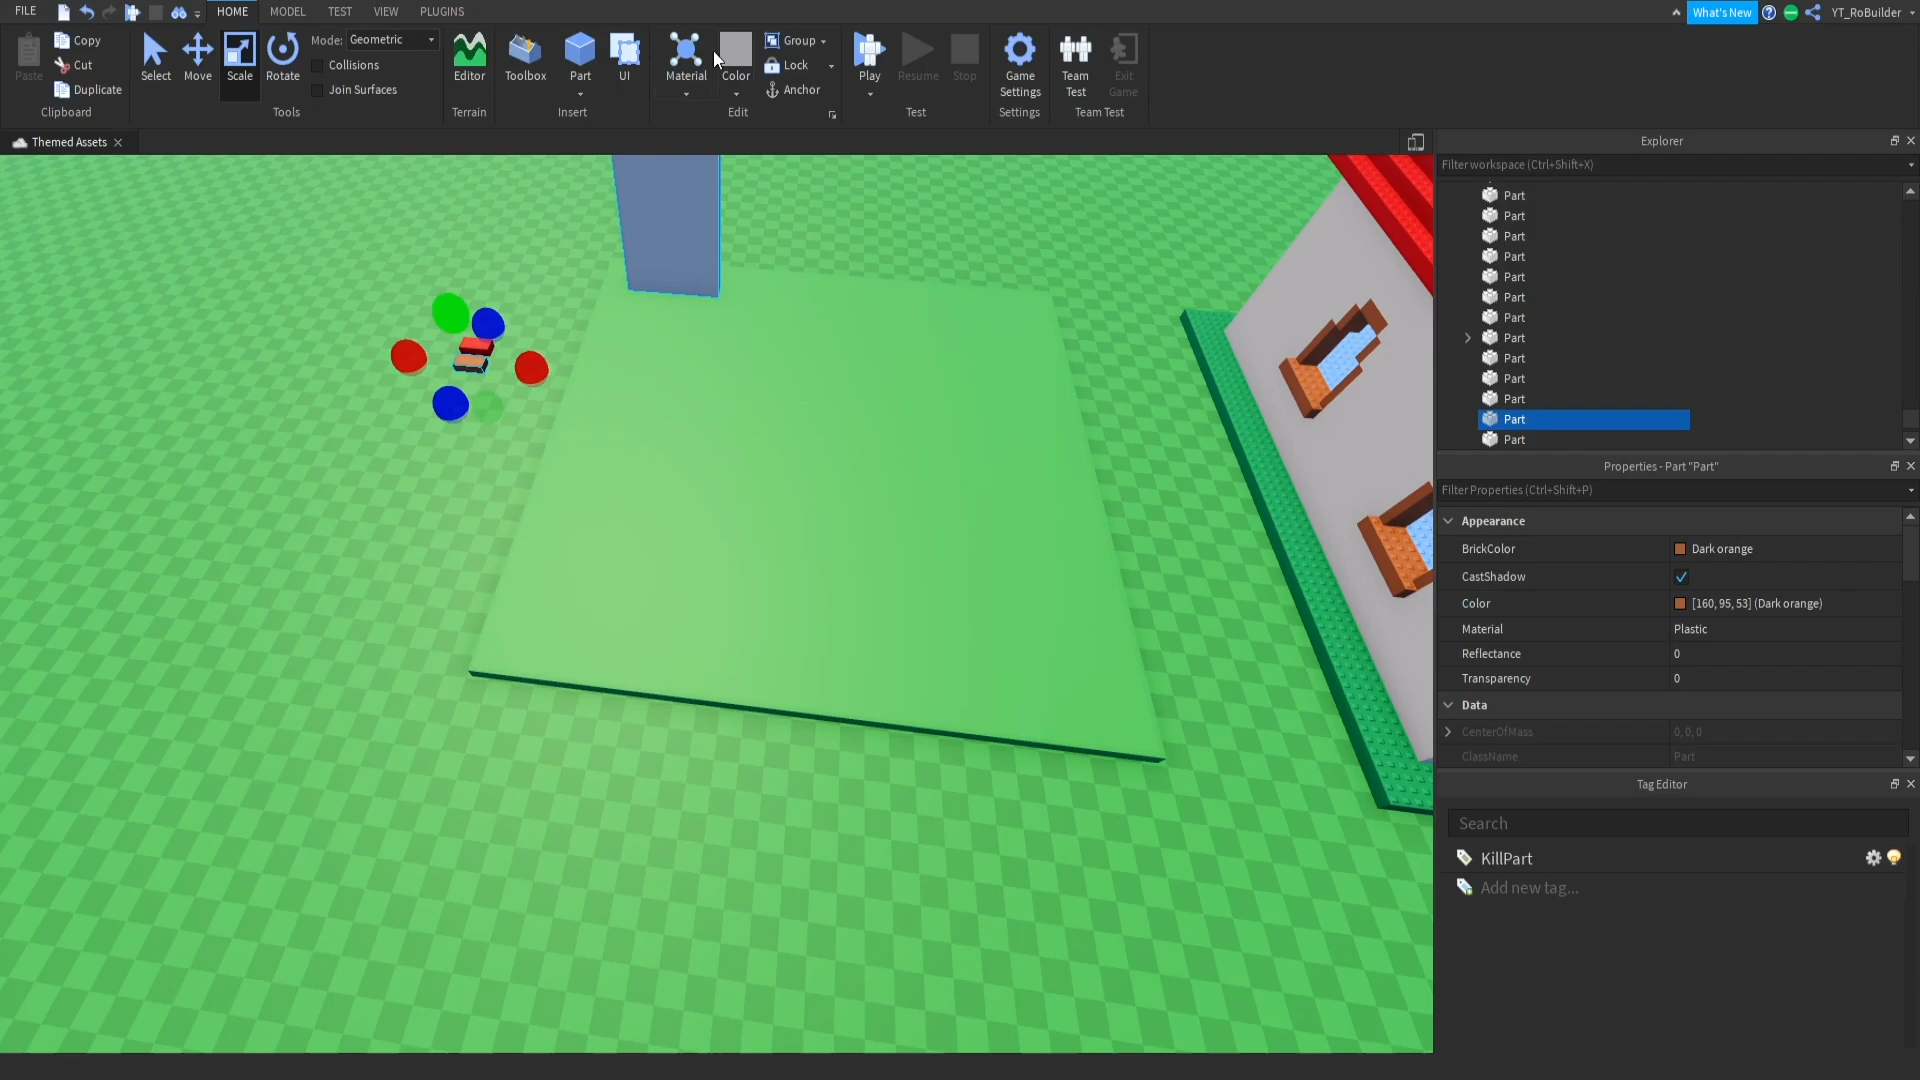 FILE HOME MODEL TEST VIEW PLUGINS What's New YT_RoBuilder
Paste Copy Cut Duplicate Clipboard
Select Move Scale Rotate Mode: Geometric Collisions Join Surfaces Tools
Editor Terrain
Toolbox Part UI Insert
Material Color Group Lock Anchor Edit
Play Resume Stop Test
Game Settings Settings
Team Test Exit Game Team Test
Themed Assets
Explorer
Filter workspace (Ctrl+Shift+X)
Part
Part
Part
Part
Part
Part
Part
Part
Part
Part
Part
Part
Part
Properties - Part "Part"
Filter Properties (Ctrl+Shift+P)
Appearance
BrickColor Dark orange
CastShadow
Color [160, 95, 53] (Dark orange)
Material Plastic
Reflectance 0
Transparency 0
Data
CenterOfMass 0, 0, 0
ClassName Part
Tag Editor
Search
KillPart
Add new tag...